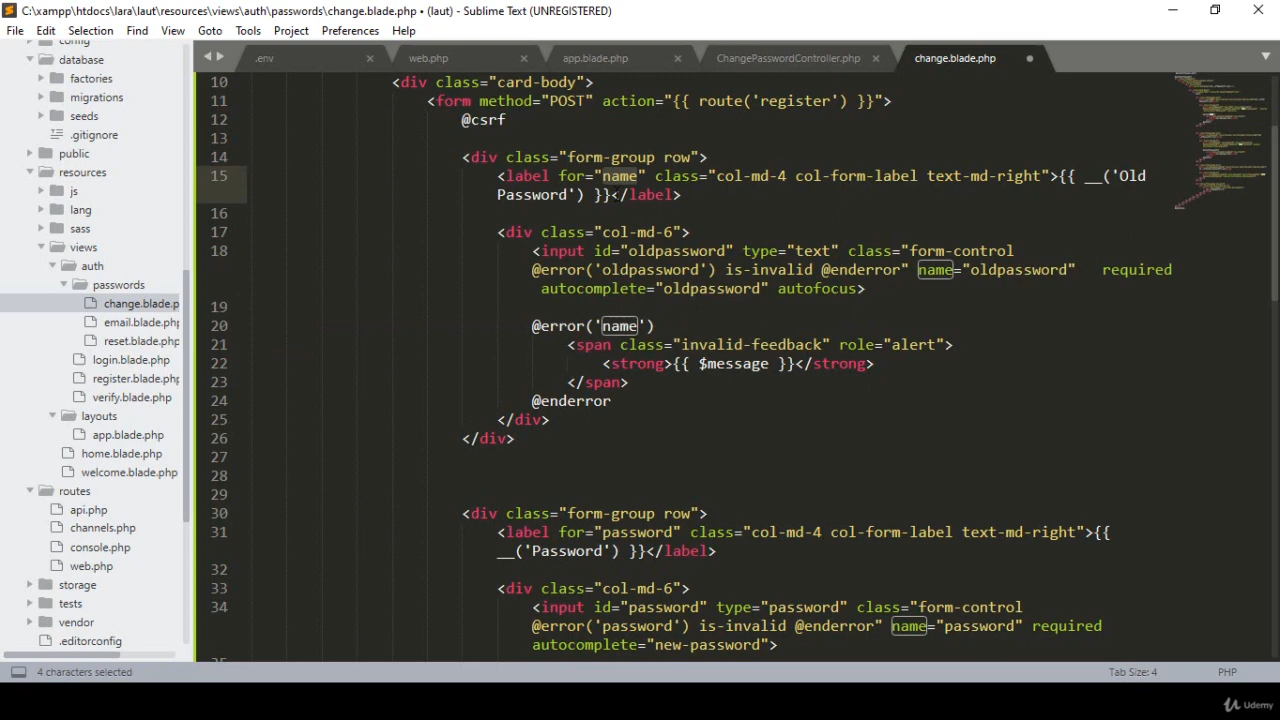 C:\xampp\htdocs\lara\laut\resources\views\auth\passwords\change.blade.php • (laut) - Sublime Text (UNREGISTERED)
File Edit Selection Find View Goto Tools Project Preferences Help
.env web.php app.blade.php ChangePasswordController.php change.blade.php
config
database
factories
migrations
seeds
.gitignore
public
resources
js
lang
sass
views
auth
passwords
change.blade.p
email.blade.php
reset.blade.php
login.blade.php
register.blade.php
verify.blade.php
layouts
app.blade.php
home.blade.php
welcome.blade.php
routes
api.php
channels.php
console.php
web.php
storage
tests
vendor
.editorconfig
10 <div class="card-body">
11 <form method="POST" action="{{ route('register') }}">
12 @csrf
13
14 <div class="form-group row">
15 <label for="name" class="col-md-4 col-form-label text-md-right">{{ __('Old
Password') }}</label>
16
17 <div class="col-md-6">
18 <input id="oldpassword" type="text" class="form-control
@error('oldpassword') is-invalid @enderror" name="oldpassword" required
autocomplete="oldpassword" autofocus>
19
20 @error('name')
21 <span class="invalid-feedback" role="alert">
22 <strong>{{ $message }}</strong>
23 </span>
24 @enderror
25 </div>
26 </div>
27
28
29
30 <div class="form-group row">
31 <label for="password" class="col-md-4 col-form-label text-md-right">{{
__('Password') }}</label>
32
33 <div class="col-md-6">
34 <input id="password" type="password" class="form-control
@error('password') is-invalid @enderror" name="password" required
autocomplete="new-password">
4 characters selected Tab Size: 4 PHP
Udemy